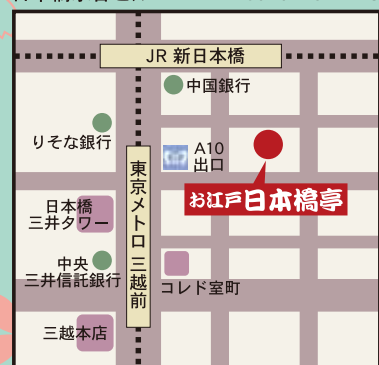 JR 新日本橋
中国銀行
りそな銀行
A10
出口
お江戸日本橋亭
東京メトロ 三越前
日本橋
三井タワー
中央
三井信託銀行
コレド室町
三越本店